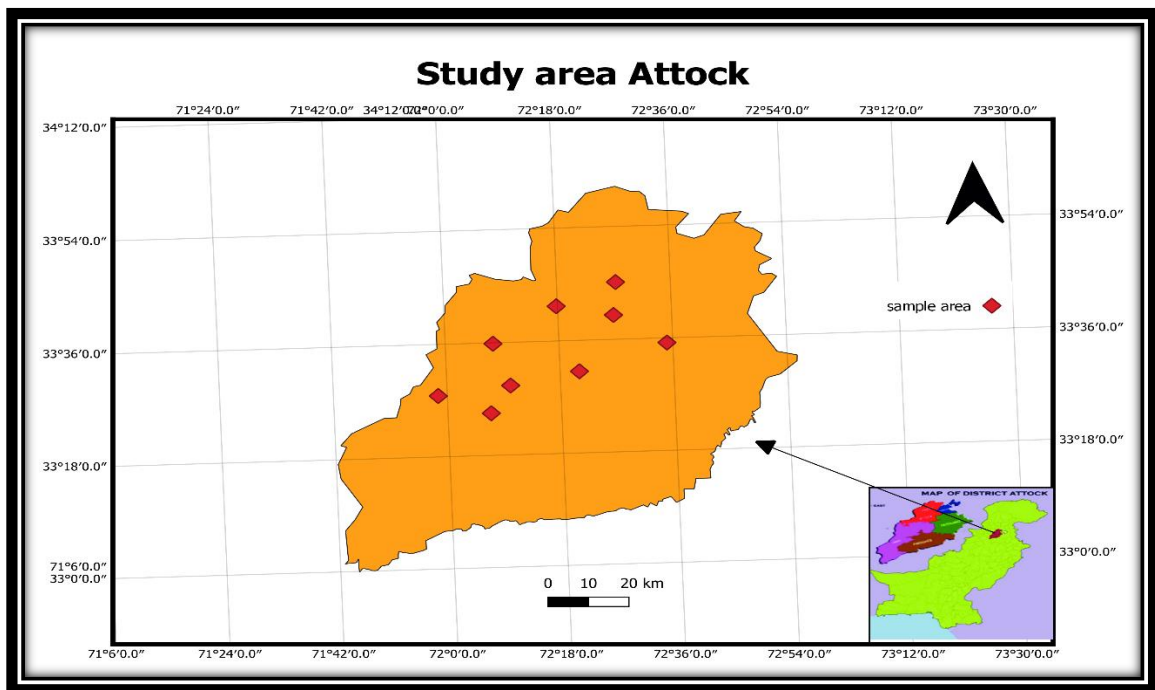 Study area Attock
71°24′0.0″ 71°42′0.0″ 34°12′0.0″ 72°0′0.0″ 72°18′0.0″ 72°36′0.0″ 72°54′0.0″ 73°12′0.0″ 73°30′0.0″
34°12′0.0″
33°54′0.0″
33°54′0.0″
sample area
33°36′0.0″
33°36′0.0″
33°18′0.0″
33°18′0.0″
MAP OF DISTRICT ATTOCK
33°0′0.0″
71°6′0.0″
33°0′0.0″
0 10 20 km
71°6′0.0″ 71°24′0.0″ 71°42′0.0″ 72°0′0.0″ 72°18′0.0″ 72°36′0.0″ 72°54′0.0″ 73°12′0.0″ 73°30′0.0″